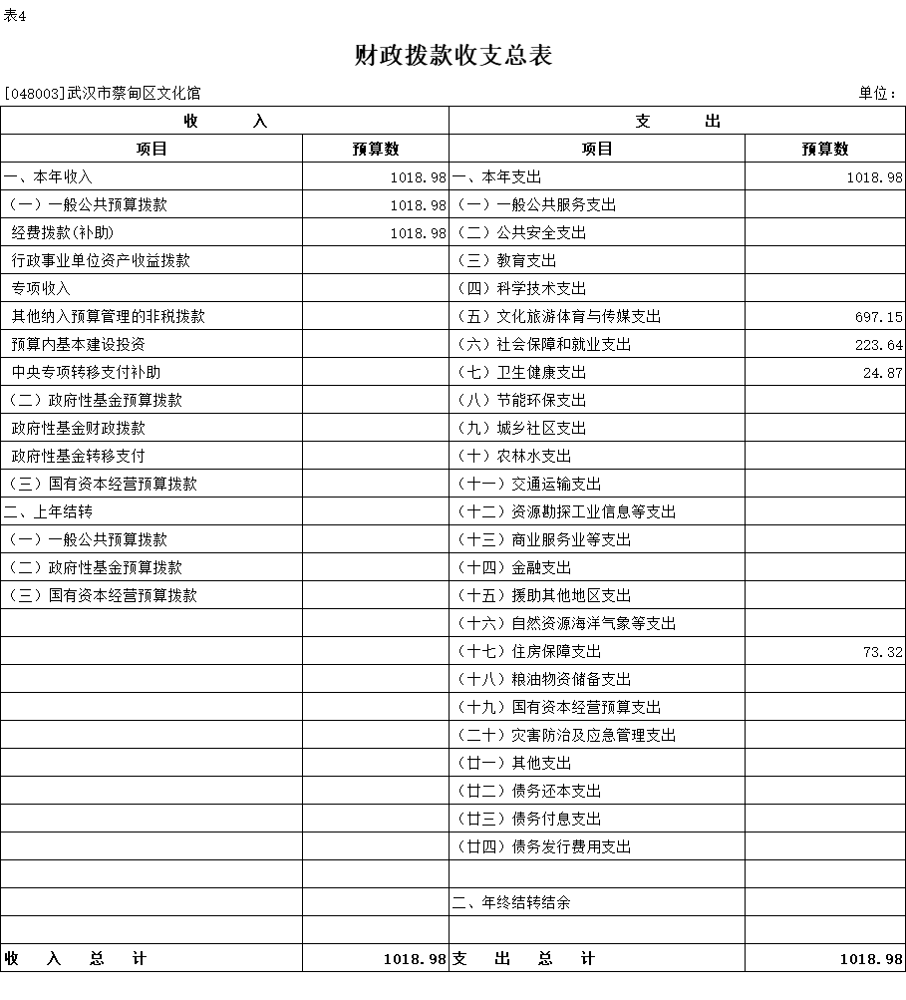 表4
财政拨款收支总表
[048003]武汉市蔡甸区文化馆 单位：
收 入 支 出
项目 预算数 项目 预算数
一、本年收入 1018.98 一、本年支出 1018.98
（一）一般公共预算拨款 1018.98 （一）一般公共服务支出
经费拨款(补助) 1018.98 （二）公共安全支出
行政事业单位资产收益拨款 （三）教育支出
专项收入 （四）科学技术支出
其他纳入预算管理的非税拨款 （五）文化旅游体育与传媒支出 697.15
预算内基本建设投资 （六）社会保障和就业支出 223.64
中央专项转移支付补助 （七）卫生健康支出 24.87
（二）政府性基金预算拨款 （八）节能环保支出
政府性基金财政拨款 （九）城乡社区支出
政府性基金转移支付 （十）农林水支出
（三）国有资本经营预算拨款 （十一）交通运输支出
二、上年结转 （十二）资源勘探工业信息等支出
（一）一般公共预算拨款 （十三）商业服务业等支出
（二）政府性基金预算拨款 （十四）金融支出
（三）国有资本经营预算拨款 （十五）援助其他地区支出
（十六）自然资源海洋气象等支出
（十七）住房保障支出 73.32
（十八）粮油物资储备支出
（十九）国有资本经营预算支出
（二十）灾害防治及应急管理支出
（廿一）其他支出
（廿二）债务还本支出
（廿三）债务付息支出
（廿四）债务发行费用支出
二、年终结转结余
收 入 总 计 1018.98 支 出 总 计 1018.98